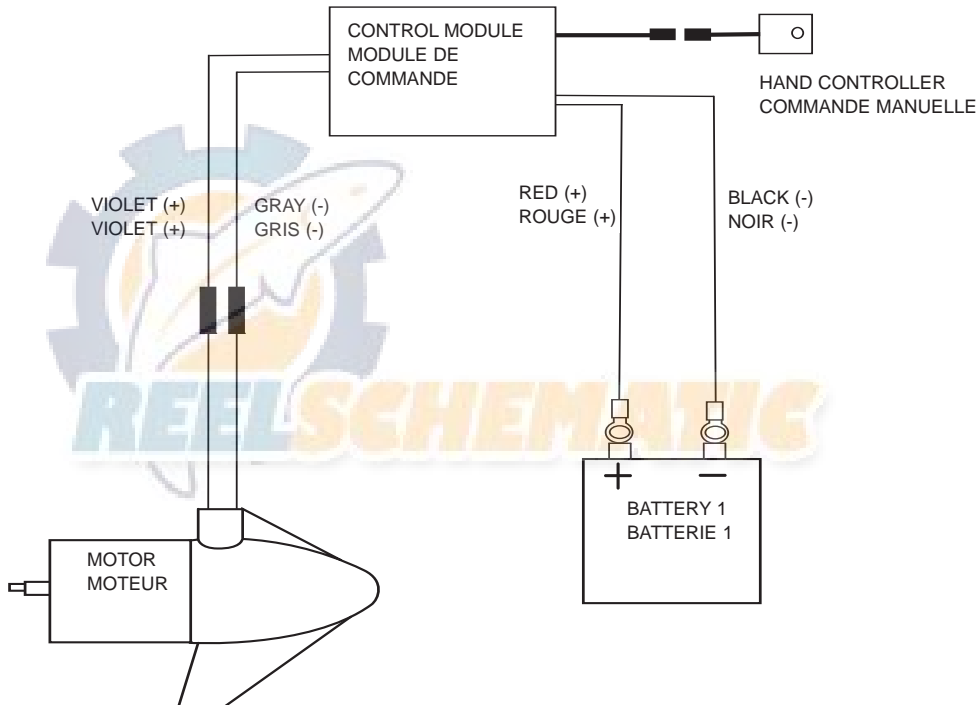 CONTROL MODULE
MODULE DE
COMMANDE
HAND CONTROLLER
COMMANDE MANUELLE
VIOLET (+)
VIOLET (+)
GRAY (-)
GRIS (-)
RED (+)
ROUGE (+)
BLACK (-)
NOIR (-)
REELSCHEMATIC
+
–
BATTERY 1
BATTERIE 1
MOTOR
MOTEUR